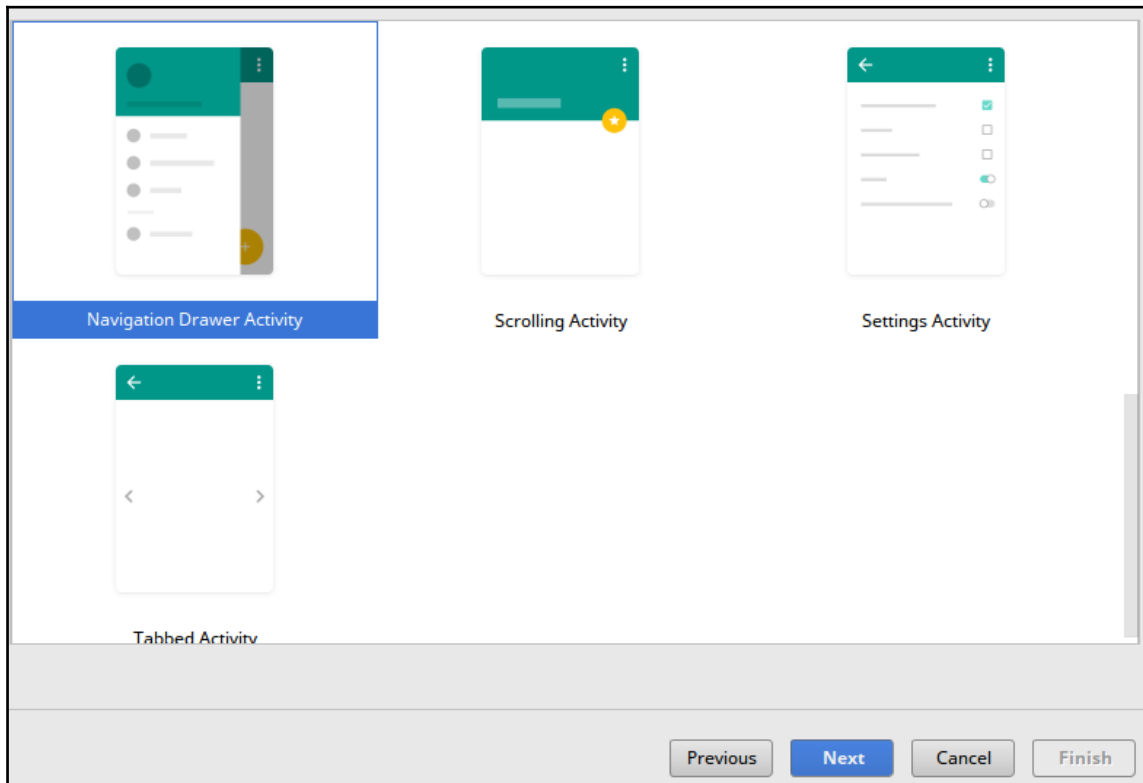 Navigation Drawer Activity
Scrolling Activity
Settings Activity
Tabbed Activity
Previous
Next
Cancel
Finish